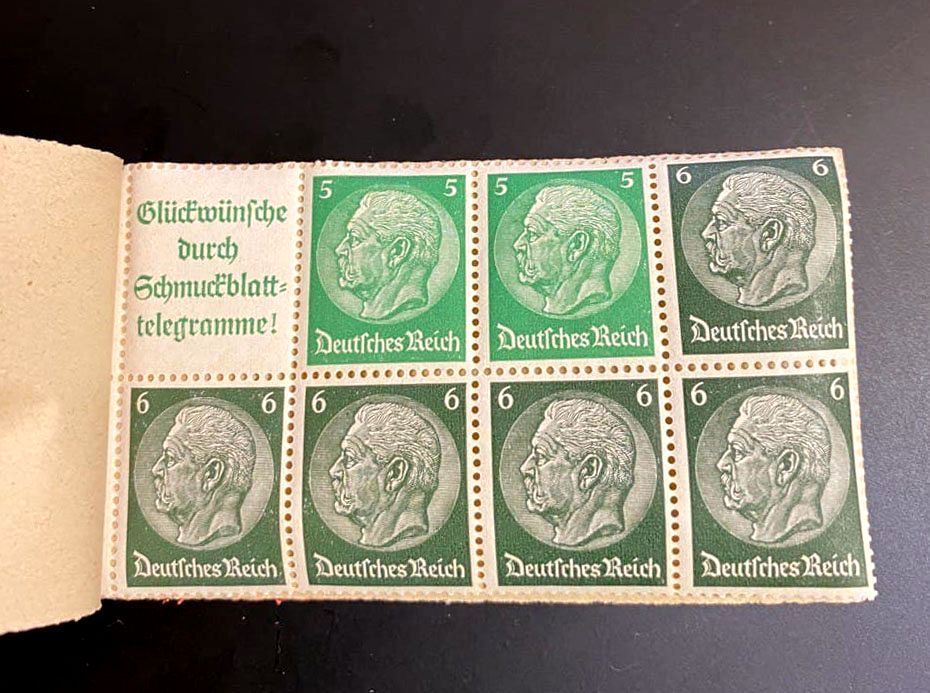 Glückwünsche
durch
Schmuckblatt-
telegramme!
5 5
Deutsches Reich
5 5
Deutsches Reich
6 6
Deutsches Reich
6 6
Deutsches Reich
6 6
Deutsches Reich
6 6
Deutsches Reich
6 6
Deutsches Reich